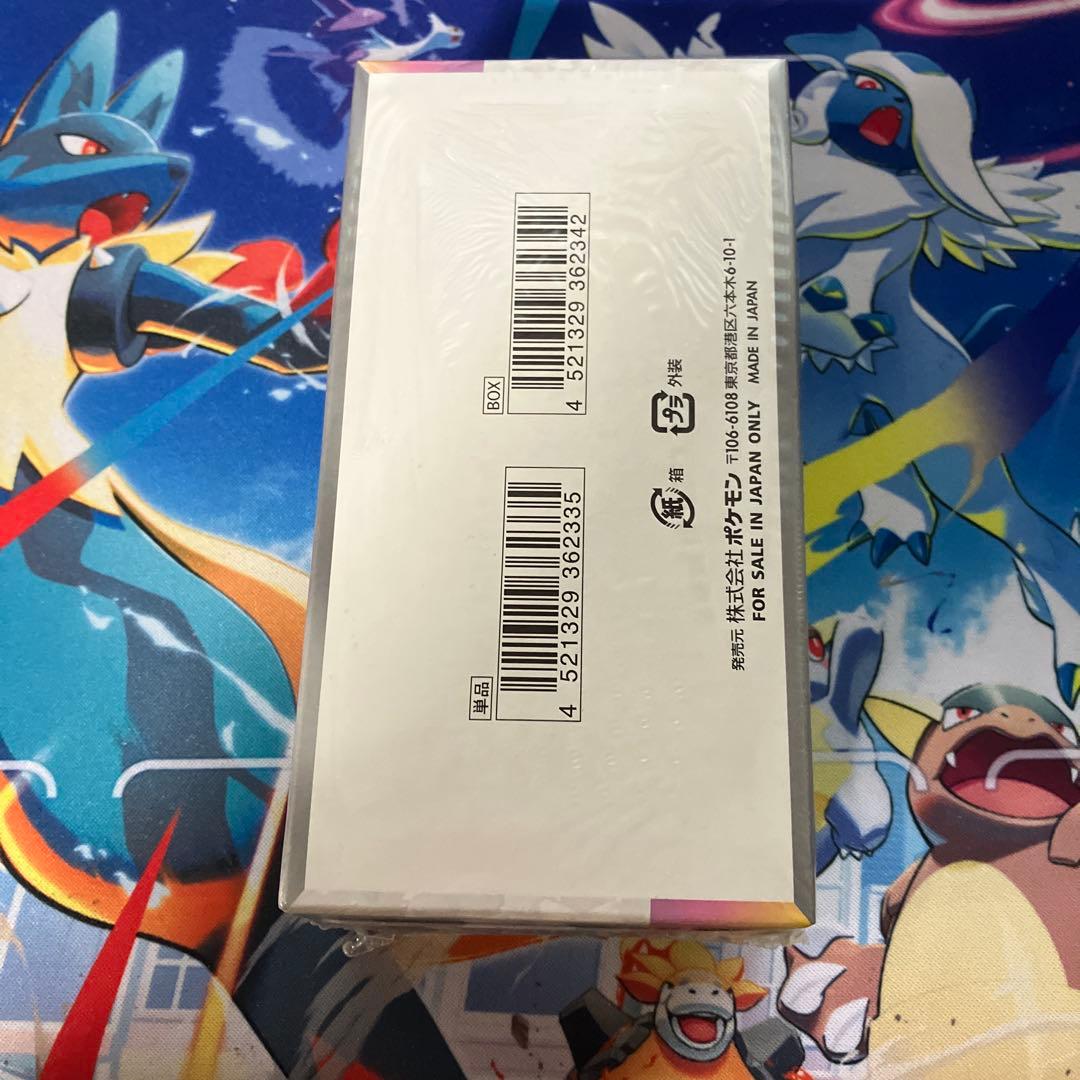 単品
4 521329 362335
BOX
4 521329 362342
紙 箱
プラ 外装
発売元 株式会社 ポケモン 〒106-6108 東京都港区六本木6-10-1
FOR SALE IN JAPAN ONLY MADE IN JAPAN